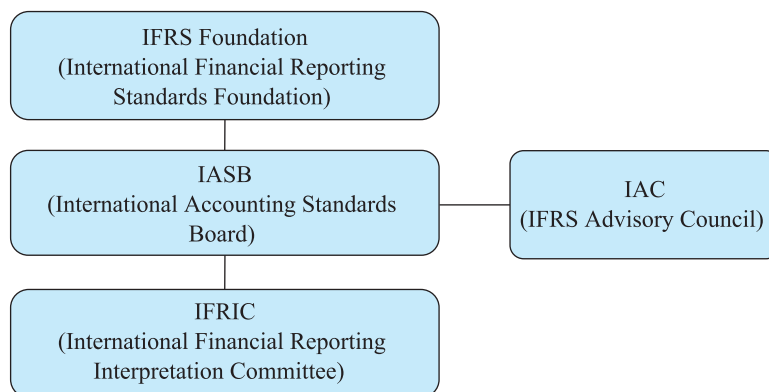 IFRS Foundation
(International Financial Reporting
Standards Foundation)
IASB
(International Accounting Standards
Board)
IAC
(IFRS Advisory Council)
IFRIC
(International Financial Reporting
Interpretation Committee)